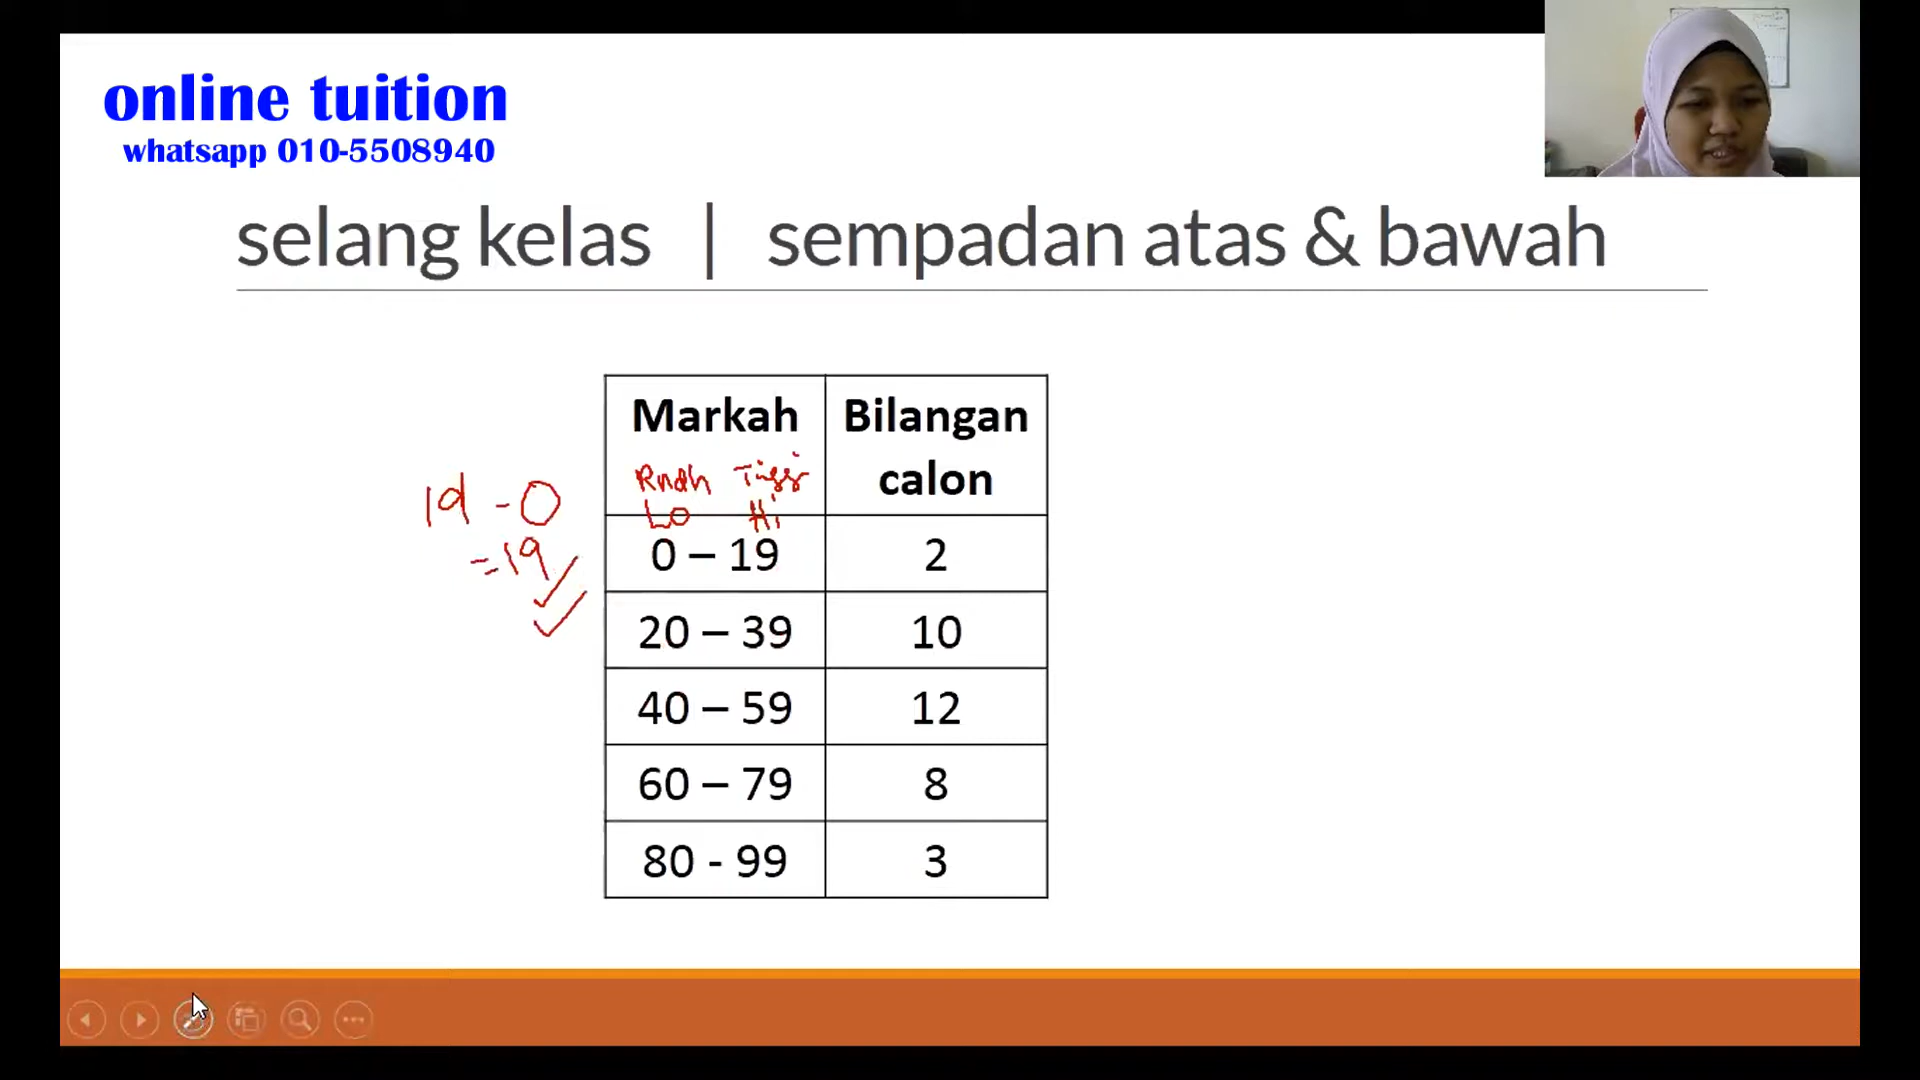 online tuition
whatsapp 010-5508940
selang kelas | sempadan atas & bawah
Markah
Bilangan calon
Rndh Tinggi
Lo Hi
19 - 0
= 19
0 – 19
2
20 – 39
10
40 – 59
12
60 – 79
8
80 - 99
3